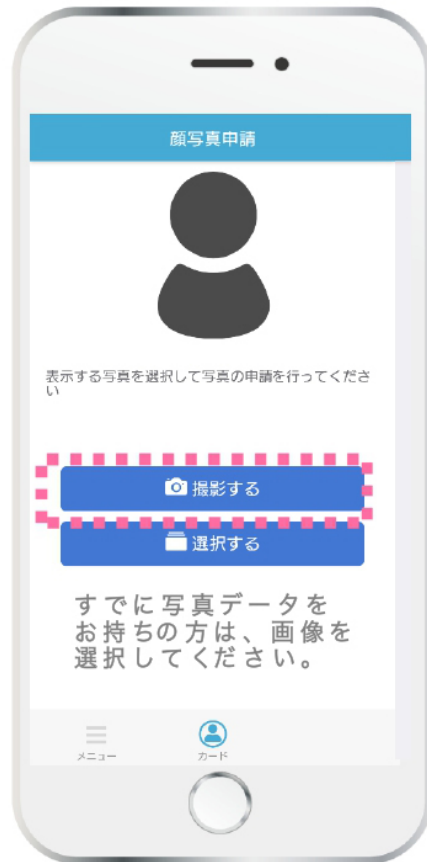 顔写真申請
表示する写真を選択して写真の申請を行ってくださ
い
撮影する
選択する
すでに写真データを
お持ちの方は、画像を
選択してください。
メニュー
カード